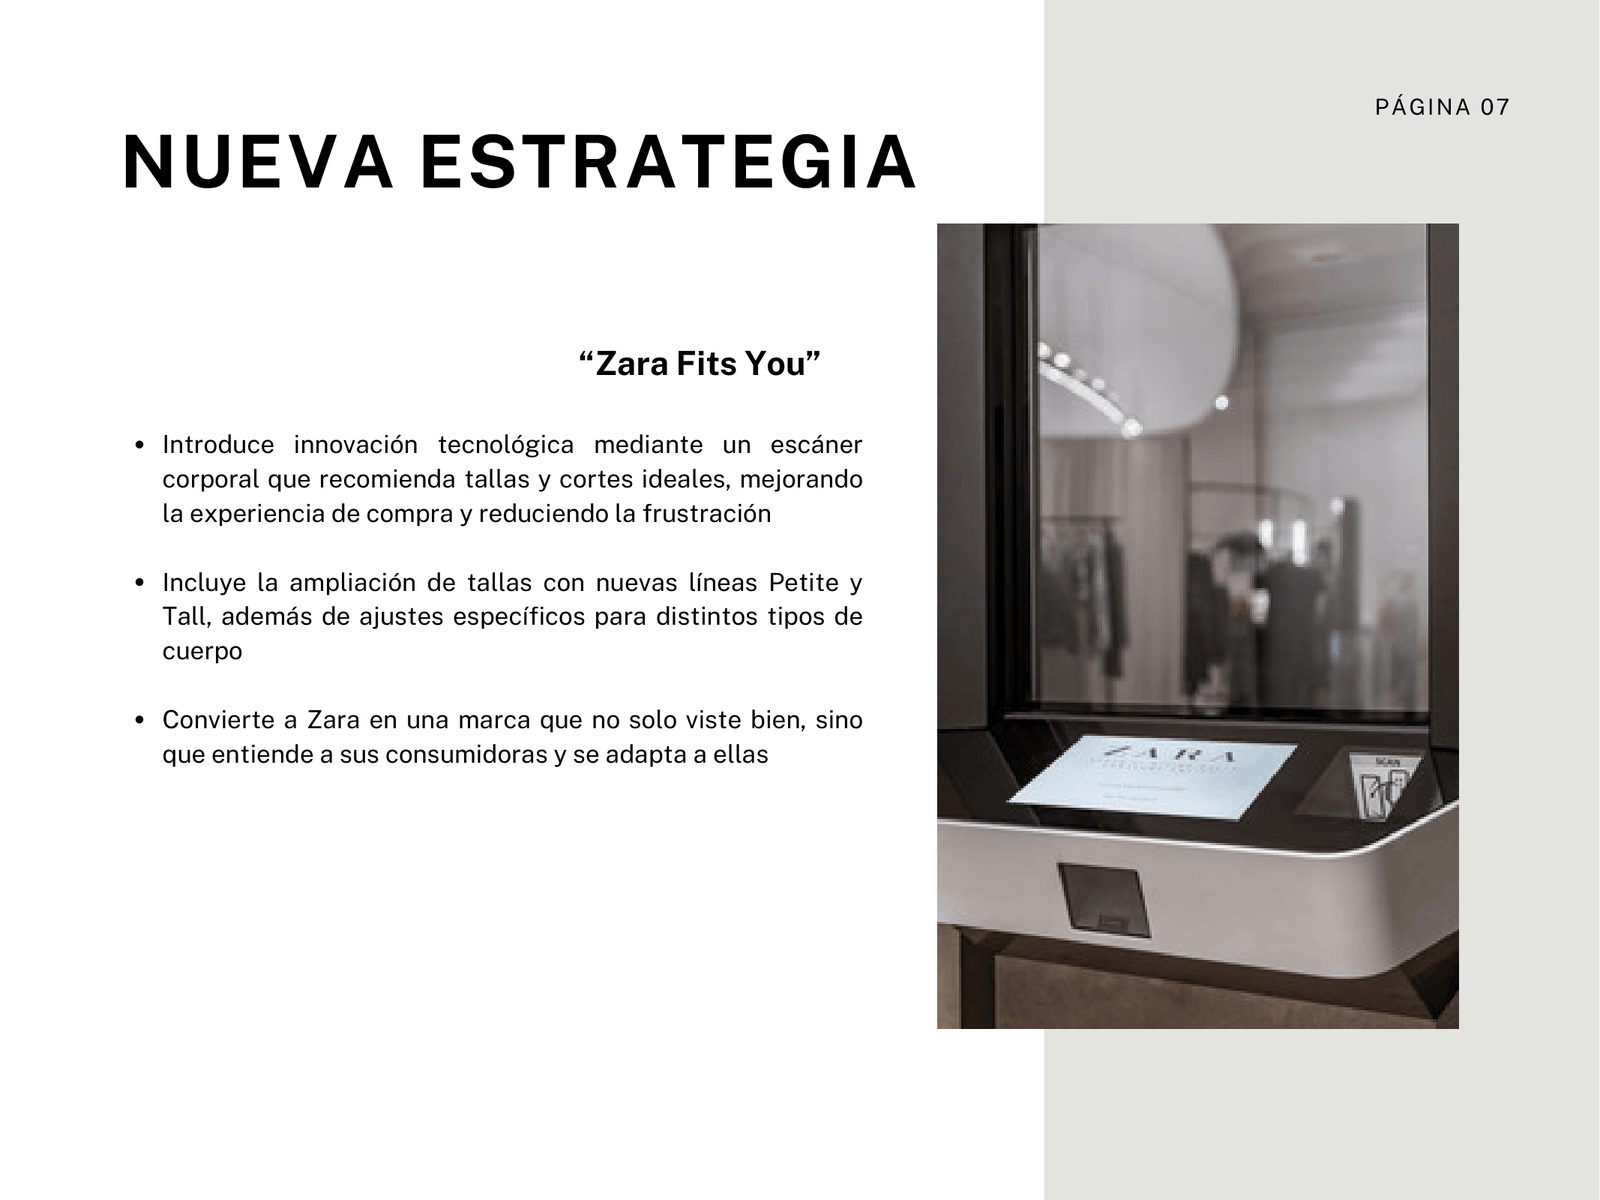 PÁGINA 07
NUEVA ESTRATEGIA
“Zara Fits You”
• Introduce innovación tecnológica mediante un escáner
corporal que recomienda tallas y cortes ideales, mejorando
la experiencia de compra y reduciendo la frustración
• Incluye la ampliación de tallas con nuevas líneas Petite y
Tall, además de ajustes específicos para distintos tipos de
cuerpo
• Convierte a Zara en una marca que no solo viste bien, sino
que entiende a sus consumidoras y se adapta a ellas
ZARA
SCAN